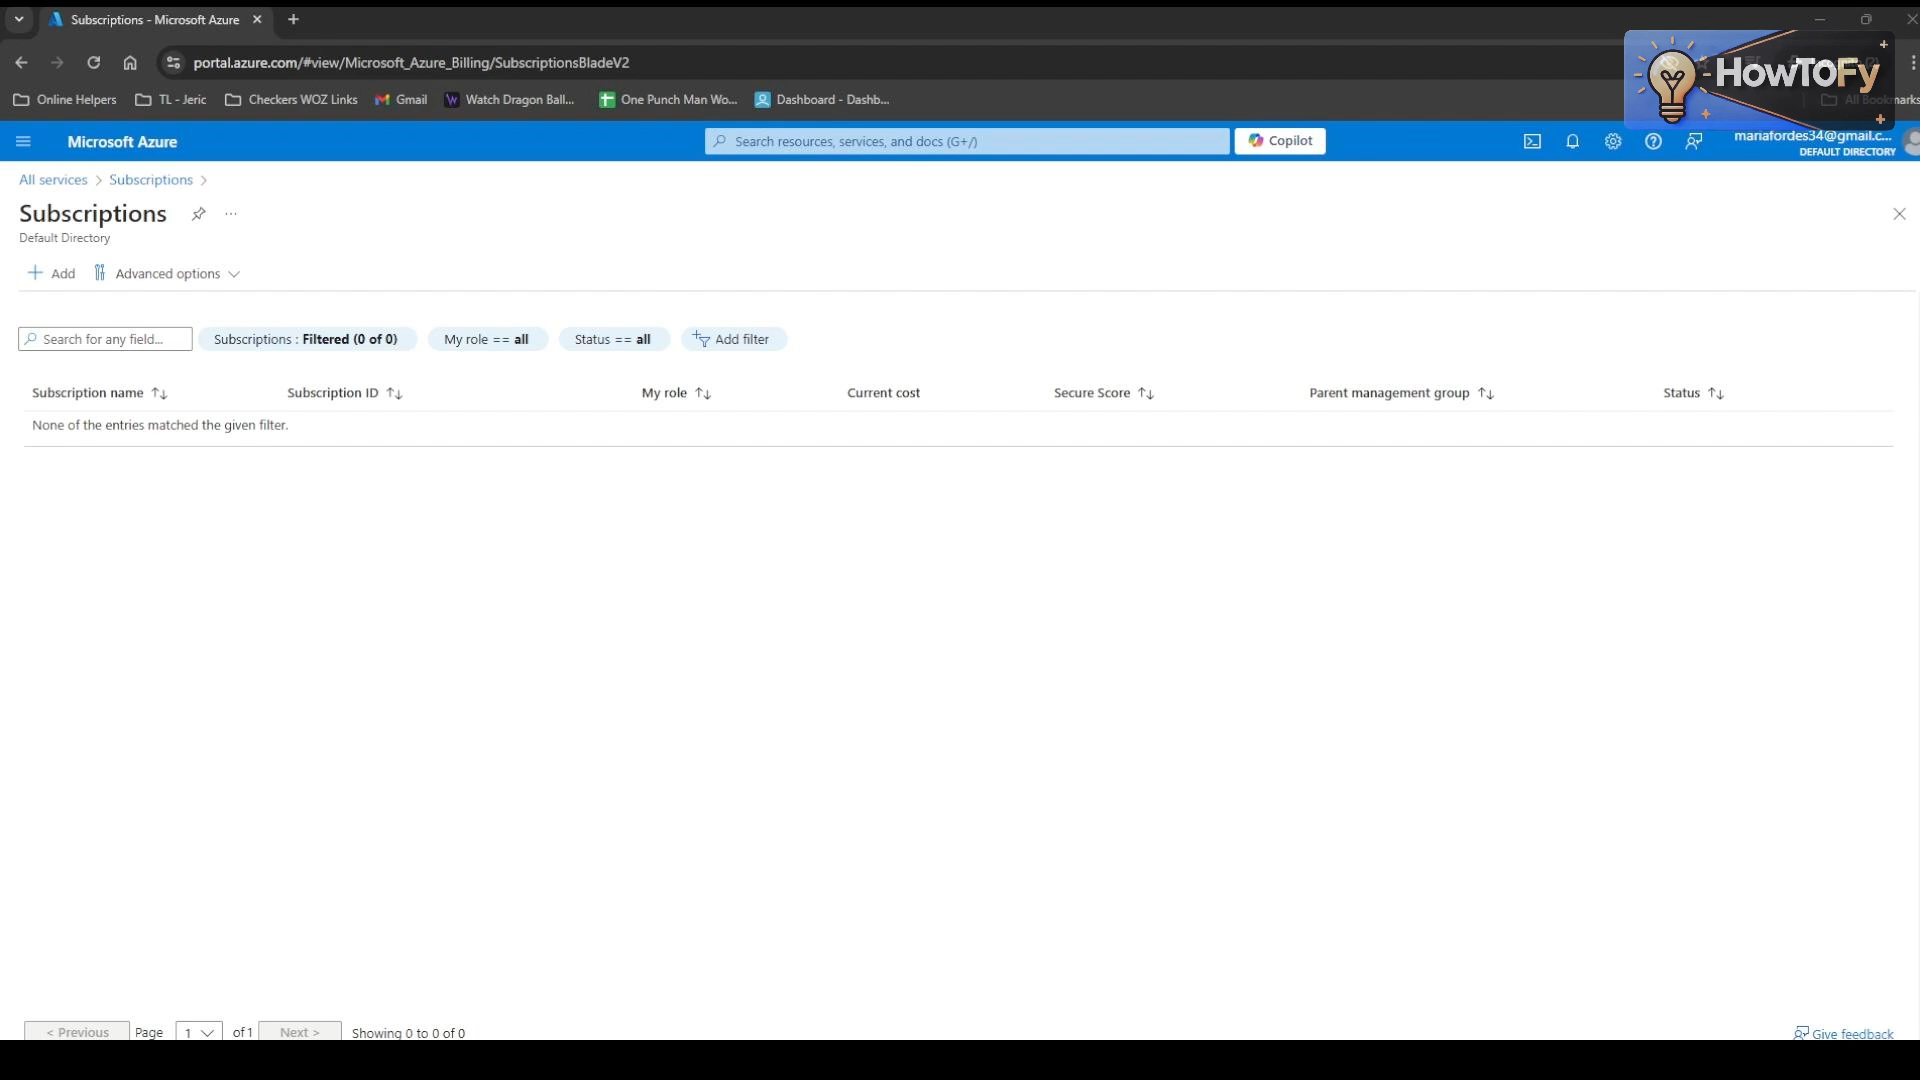 Subscriptions - Microsoft Azure
portal.azure.com/#view/Microsoft_Azure_Billing/SubscriptionsBladeV2
HowToFy
Online Helpers TL - Jeric Checkers WOZ Links Gmail Watch Dragon Ball... One Punch Man Wo... Dashboard - Dashb... All Bookmarks
Microsoft Azure Search resources, services, and docs (G+/) Copilot mariafordes34@gmail.c...
DEFAULT DIRECTORY
All services > Subscriptions >
Subscriptions ...
Default Directory
+ Add Advanced options
Search for any field... Subscriptions : Filtered (0 of 0) My role == all Status == all Add filter
Subscription name ↑↓ Subscription ID ↑↓ My role ↑↓ Current cost Secure Score ↑↓ Parent management group ↑↓ Status ↑↓
None of the entries matched the given filter.
< Previous Page 1 of 1 Next > Showing 0 to 0 of 0 Give feedback